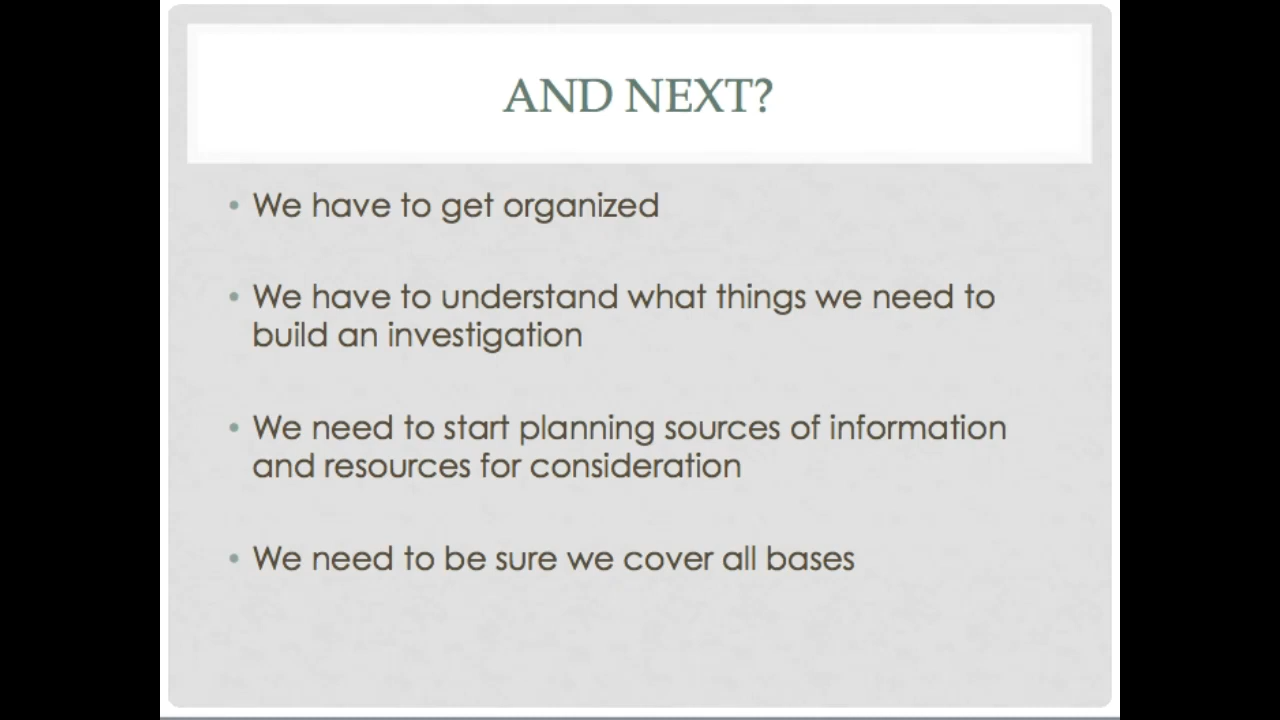 AND NEXT?
• We have to get organized
• We have to understand what things we need to
build an investigation
• We need to start planning sources of information
and resources for consideration
• We need to be sure we cover all bases